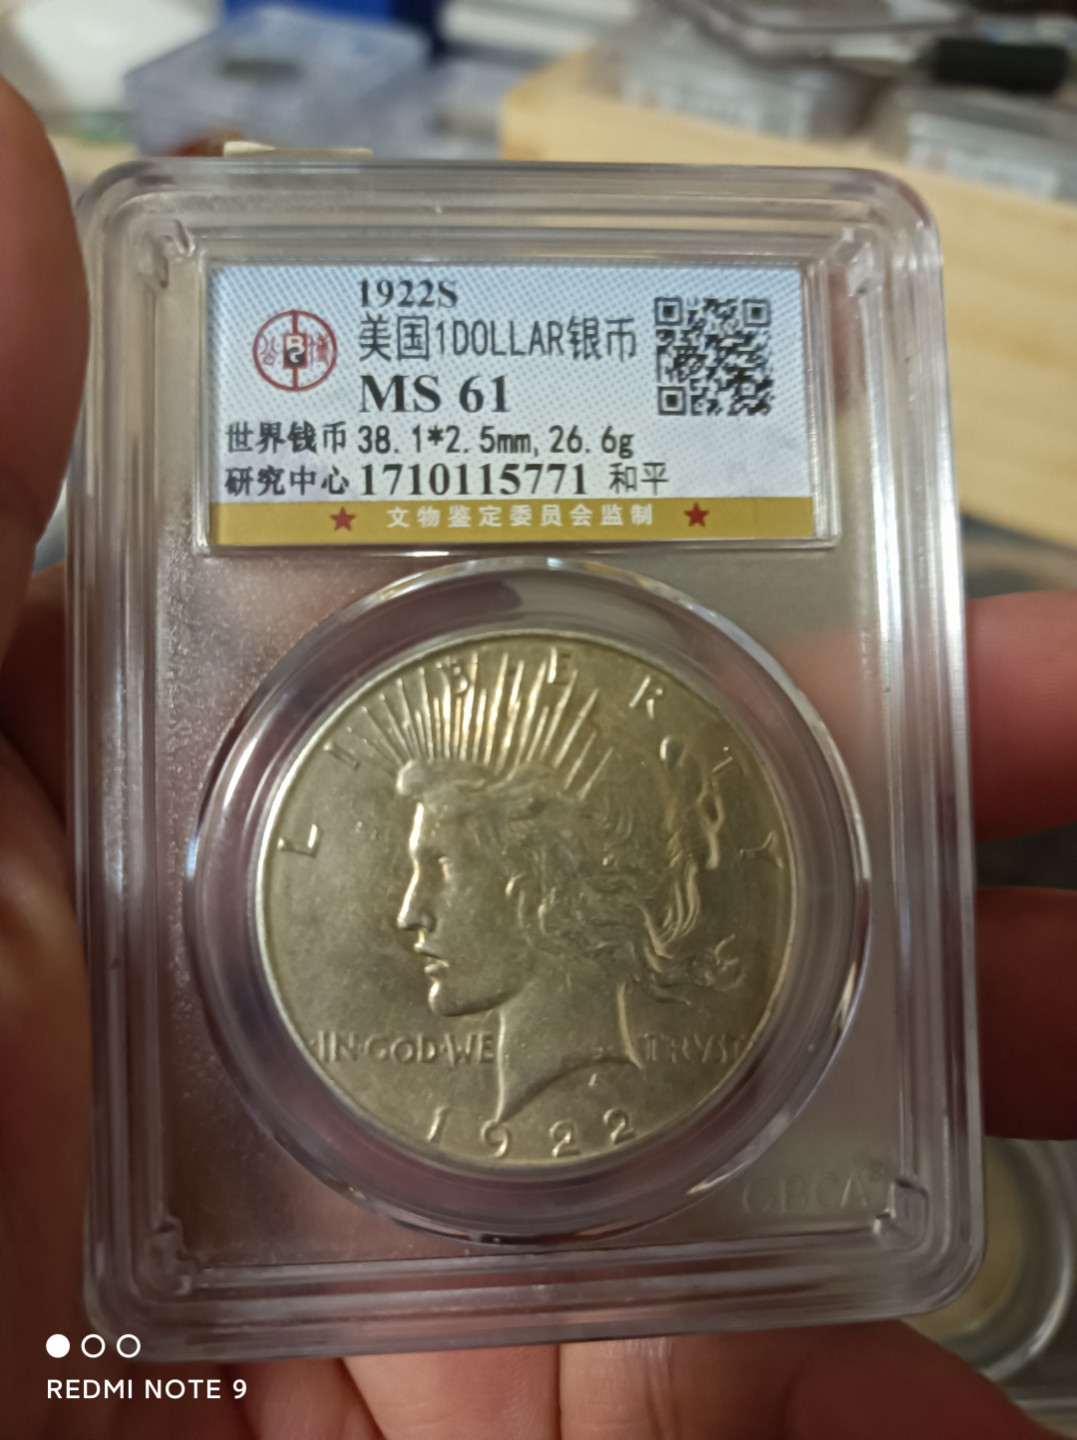 1922S
美国1DOLLAR银币
MS 61
世界钱币 38.1*2.5mm,26.6g
研究中心 1710115771 和平
★ 文物鉴定委员会监制 ★
LIBERTY
IN·GOD·WE TRVST
1922
GBCA
REDMI NOTE 9